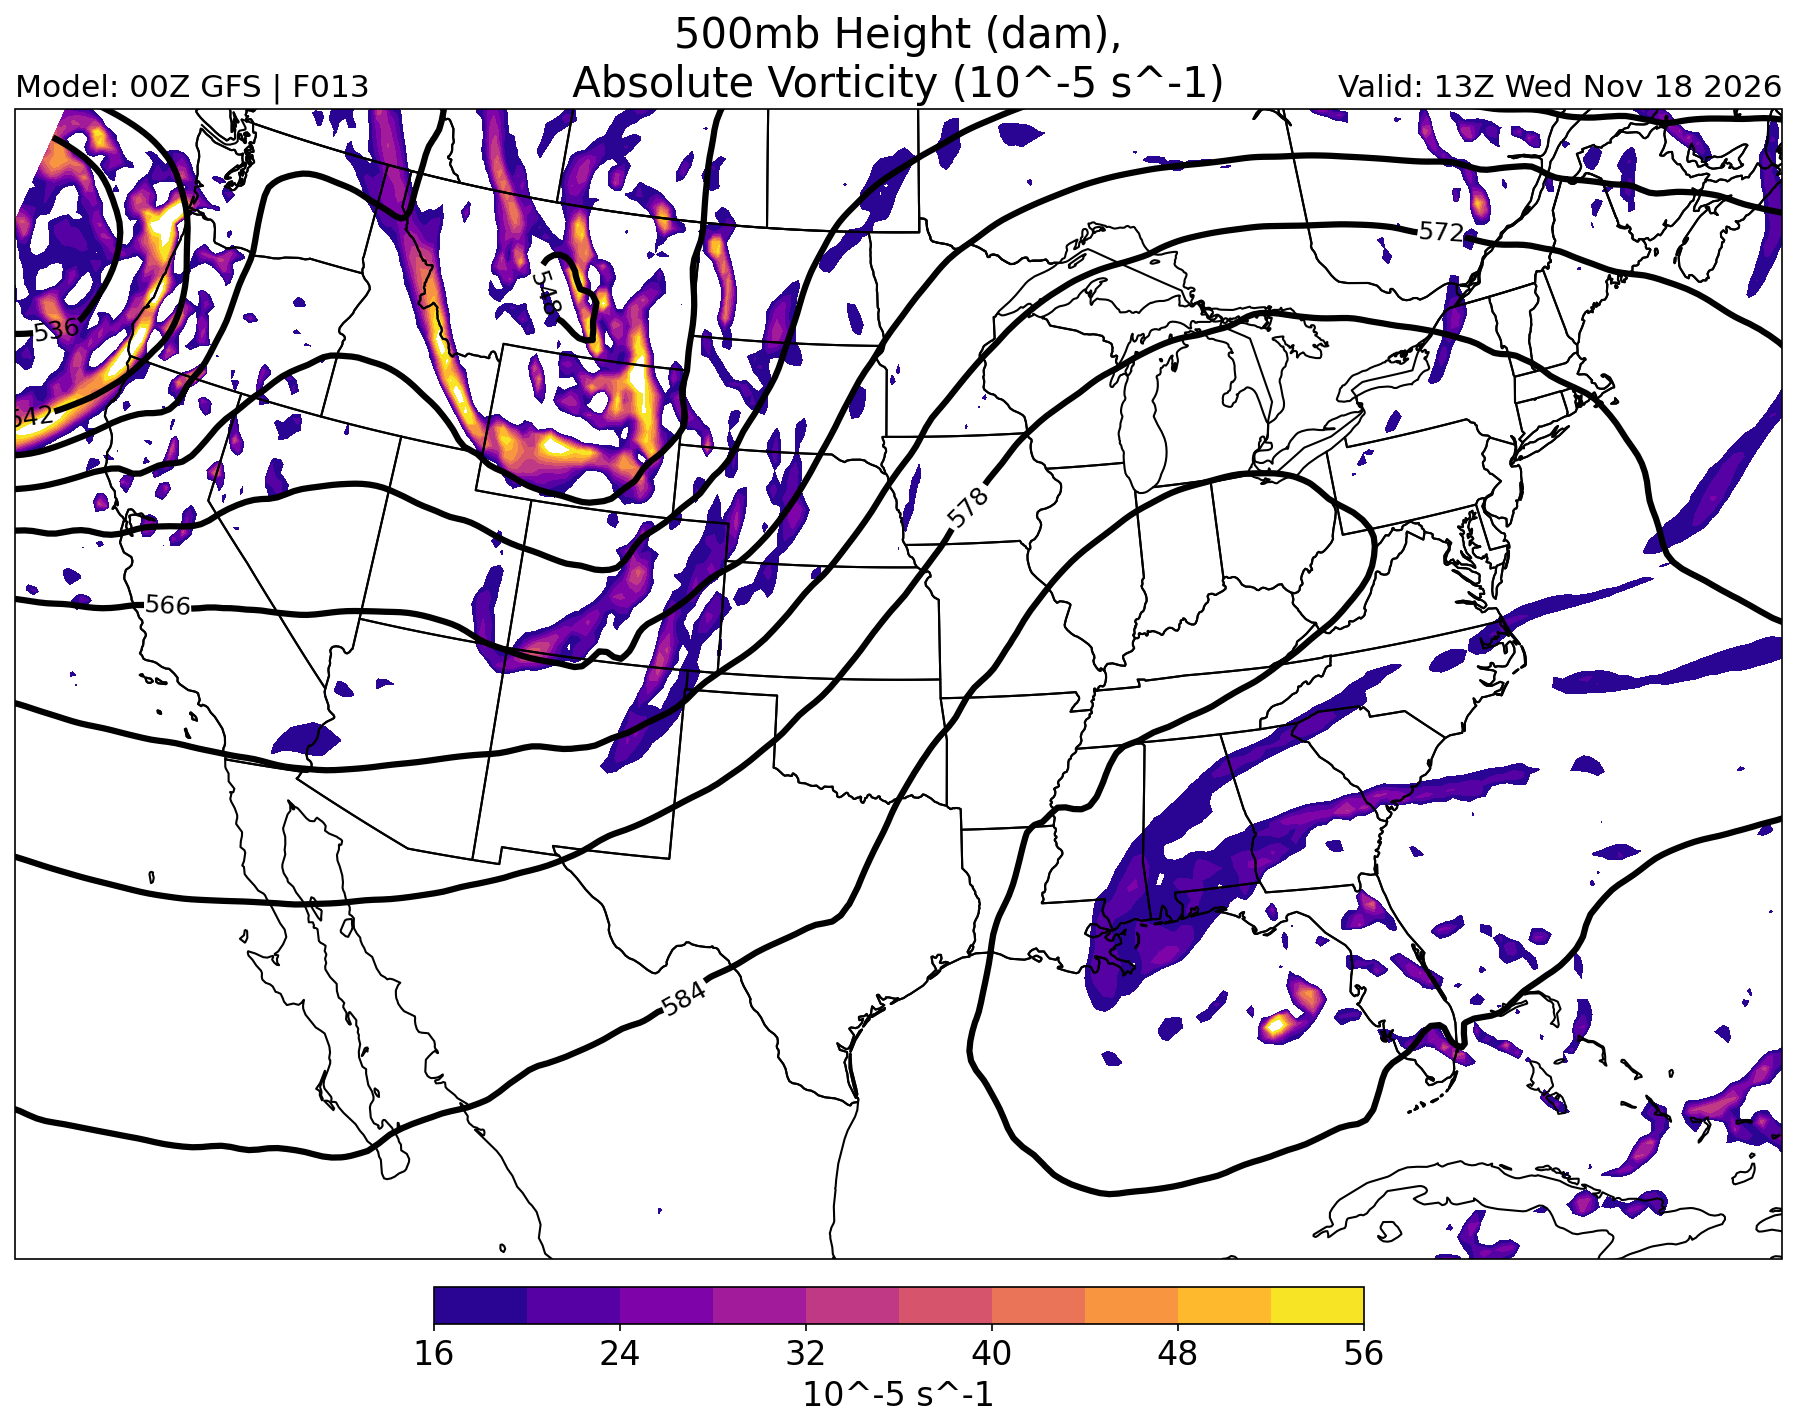 500mb Height (dam),
Model: 00Z GFS | F013
Absolute Vorticity (10^-5 s^-1)
Valid: 13Z Wed Nov 18 2026
572
548
536
542
578
566
584
16 24 32 40 48 56
10^-5 s^-1